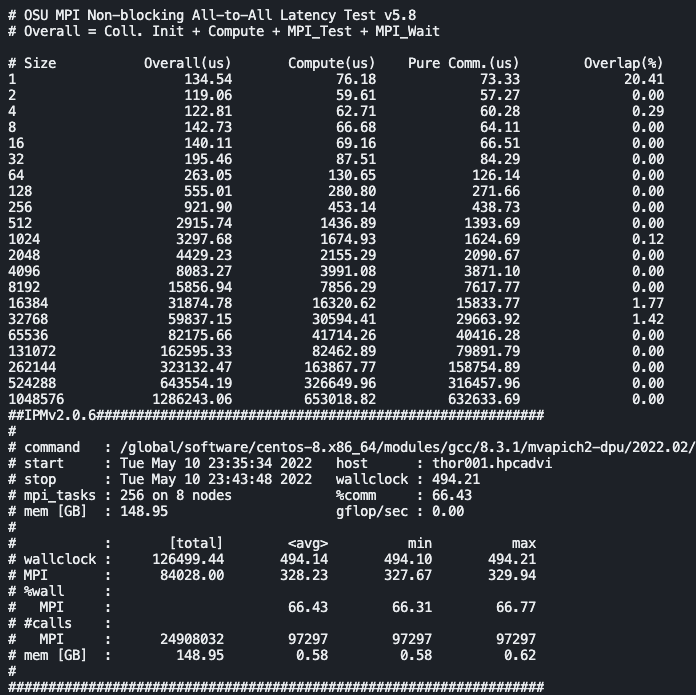 # OSU MPI Non-blocking All-to-All Latency Test v5.8
# Overall = Coll. Init + Compute + MPI_Test + MPI_Wait
# Size Overall(us) Compute(us) Pure Comm.(us) Overlap(%)
1 134.54 76.18 73.33 20.41
2 119.06 59.61 57.27 0.00
4 122.81 62.71 60.28 0.29
8 142.73 66.68 64.11 0.00
16 140.11 69.16 66.51 0.00
32 195.46 87.51 84.29 0.00
64 263.05 130.65 126.14 0.00
128 555.01 280.80 271.66 0.00
256 921.90 453.14 438.73 0.00
512 2915.74 1436.89 1393.69 0.00
1024 3297.68 1674.93 1624.69 0.12
2048 4429.23 2155.29 2090.67 0.00
4096 8083.27 3991.08 3871.10 0.00
8192 15856.94 7856.29 7617.77 0.00
16384 31874.78 16320.62 15833.77 1.77
32768 59837.15 30594.41 29663.92 1.42
65536 82175.66 41714.26 40416.28 0.00
131072 162595.33 82462.89 79891.79 0.00
262144 323132.47 163867.77 158754.89 0.00
524288 643554.19 326649.96 316457.96 0.00
1048576 1286243.06 653018.82 632633.69 0.00
##IPMv2.0.6########################################################
#
# command : /global/software/centos-8.x86_64/modules/gcc/8.3.1/mvapich2-dpu/2022.02/
# start : Tue May 10 23:35:34 2022 host : thor001.hpcadvi
# stop : Tue May 10 23:43:48 2022 wallclock : 494.21
# mpi_tasks : 256 on 8 nodes %comm : 66.43
# mem [GB] : 148.95 gflop/sec : 0.00
#
# : [total] <avg> min max
# wallclock : 126499.44 494.14 494.10 494.21
# MPI : 84028.00 328.23 327.67 329.94
# %wall :
# MPI : 66.43 66.31 66.77
# #calls :
# MPI : 24908032 97297 97297 97297
# mem [GB] : 148.95 0.58 0.58 0.62
#
###################################################################